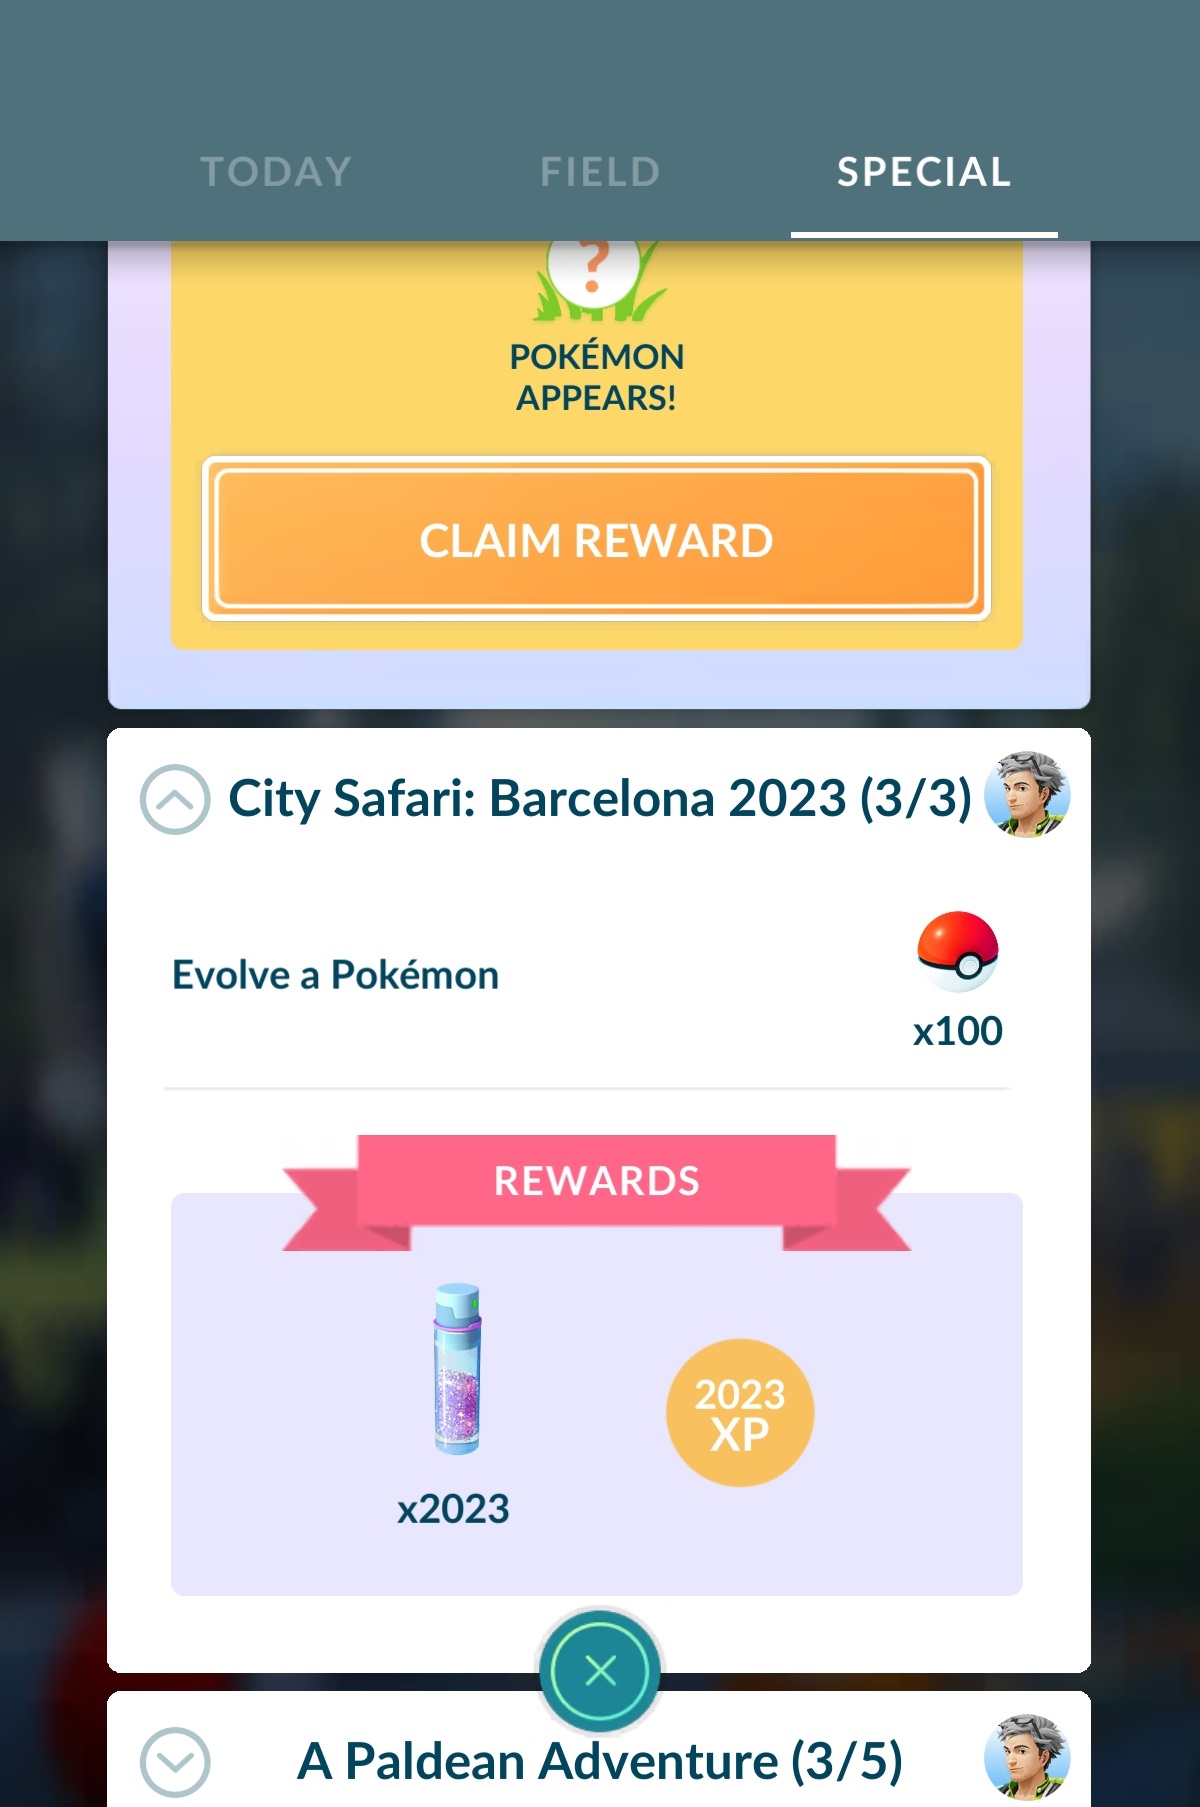 TODAY
FIELD
SPECIAL
?
POKÉMON
APPEARS!
CLAIM REWARD
City Safari: Barcelona 2023 (3/3)
Evolve a Pokémon
x100
REWARDS
x2023
2023
XP
A Paldean Adventure (3/5)